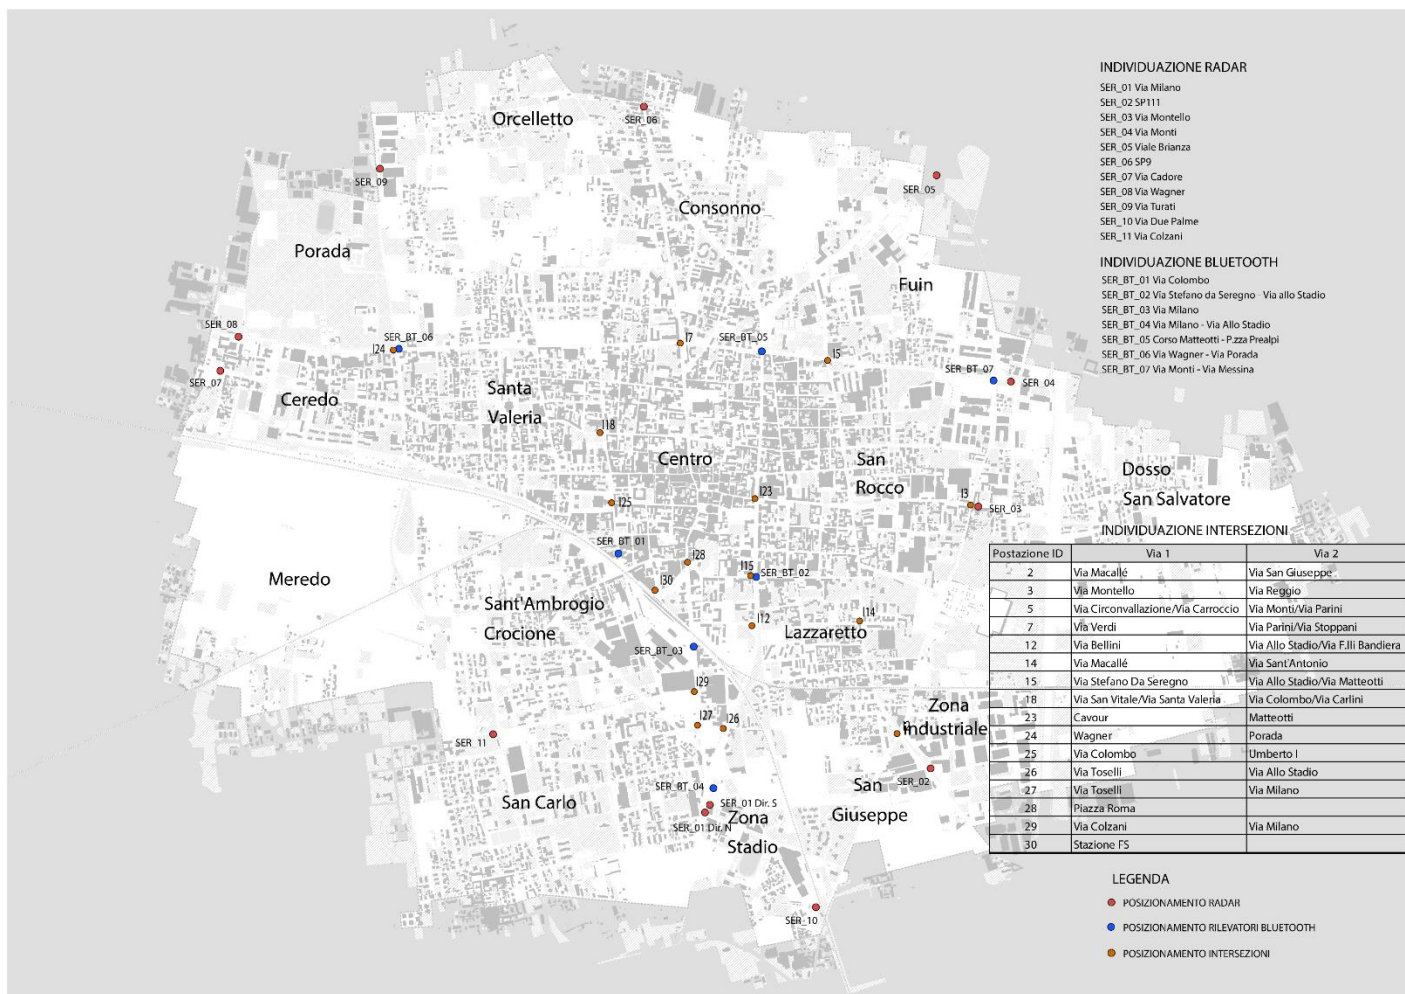 INDIVIDUAZIONE RADAR
SER_01 Via Milano
SER_02 SP111
SER_03 Via Montello
SER_04 Via Monti
SER_05 Viale Brianza
SER_06 SP9
SER_07 Via Cadore
SER_08 Via Wagner
SER_09 Via Turati
SER_10 Via Due Palme
SER_11 Via Colzani
INDIVIDUAZIONE BLUETOOTH
SER_BT_01 Via Colombo
SER_BT_02 Via Stefano da Seregno - Via allo Stadio
SER_BT_03 Via Milano
SER_BT_04 Via Milano - Via Allo Stadio
SER_BT_05 Corso Matteotti - P.zza Prealpi
SER_BT_06 Via Wagner - Via Porada
SER_BT_07 Via Monti - Via Messina
Orcelletto
SER_06
SER_09
SER_05
Consonno
Porada
Fuin
SER_08
SER_BT_06
I24
I7
SER_BT_05
I5
SER_BT_07
SER_04
SER_07
Ceredo
Santa
Valeria
I18
Centro
San
Rocco
Dosso
San Salvatore
I25
I23
I3
SER_03
SER_BT_01
I28
I15
SER_BT_02
I30
Meredo
Sant'Ambrogio
Crocione
I12
Lazzaretto
I14
SER_BT_03
I29
I27
I26
Zona
Industriale
I2
SER_11
SER_02
San Carlo
SER_BT_04
SER_01 Dir. S
SER_01 Dir. N
Zona
Stadio
San
Giuseppe
SER_10
INDIVIDUAZIONE INTERSEZIONI
Postazione ID Via 1 Via 2
2 Via Macallé Via San Giuseppe
3 Via Montello Via Reggio
5 Via Circonvallazione/Via Carroccio Via Monti/Via Parini
7 Via Verdi Via Parini/Via Stoppani
12 Via Bellini Via Allo Stadio/Via F.lli Bandiera
14 Via Macallé Via Sant'Antonio
15 Via Stefano Da Seregno Via Allo Stadio/Via Matteotti
18 Via San Vitale/Via Santa Valeria Via Colombo/Via Carlini
23 Cavour Matteotti
24 Wagner Porada
25 Via Colombo Umberto I
26 Via Toselli Via Allo Stadio
27 Via Toselli Via Milano
28 Piazza Roma
29 Via Colzani Via Milano
30 Stazione FS
LEGENDA
POSIZIONAMENTO RADAR
POSIZIONAMENTO RILEVATORI BLUETOOTH
POSIZIONAMENTO INTERSEZIONI